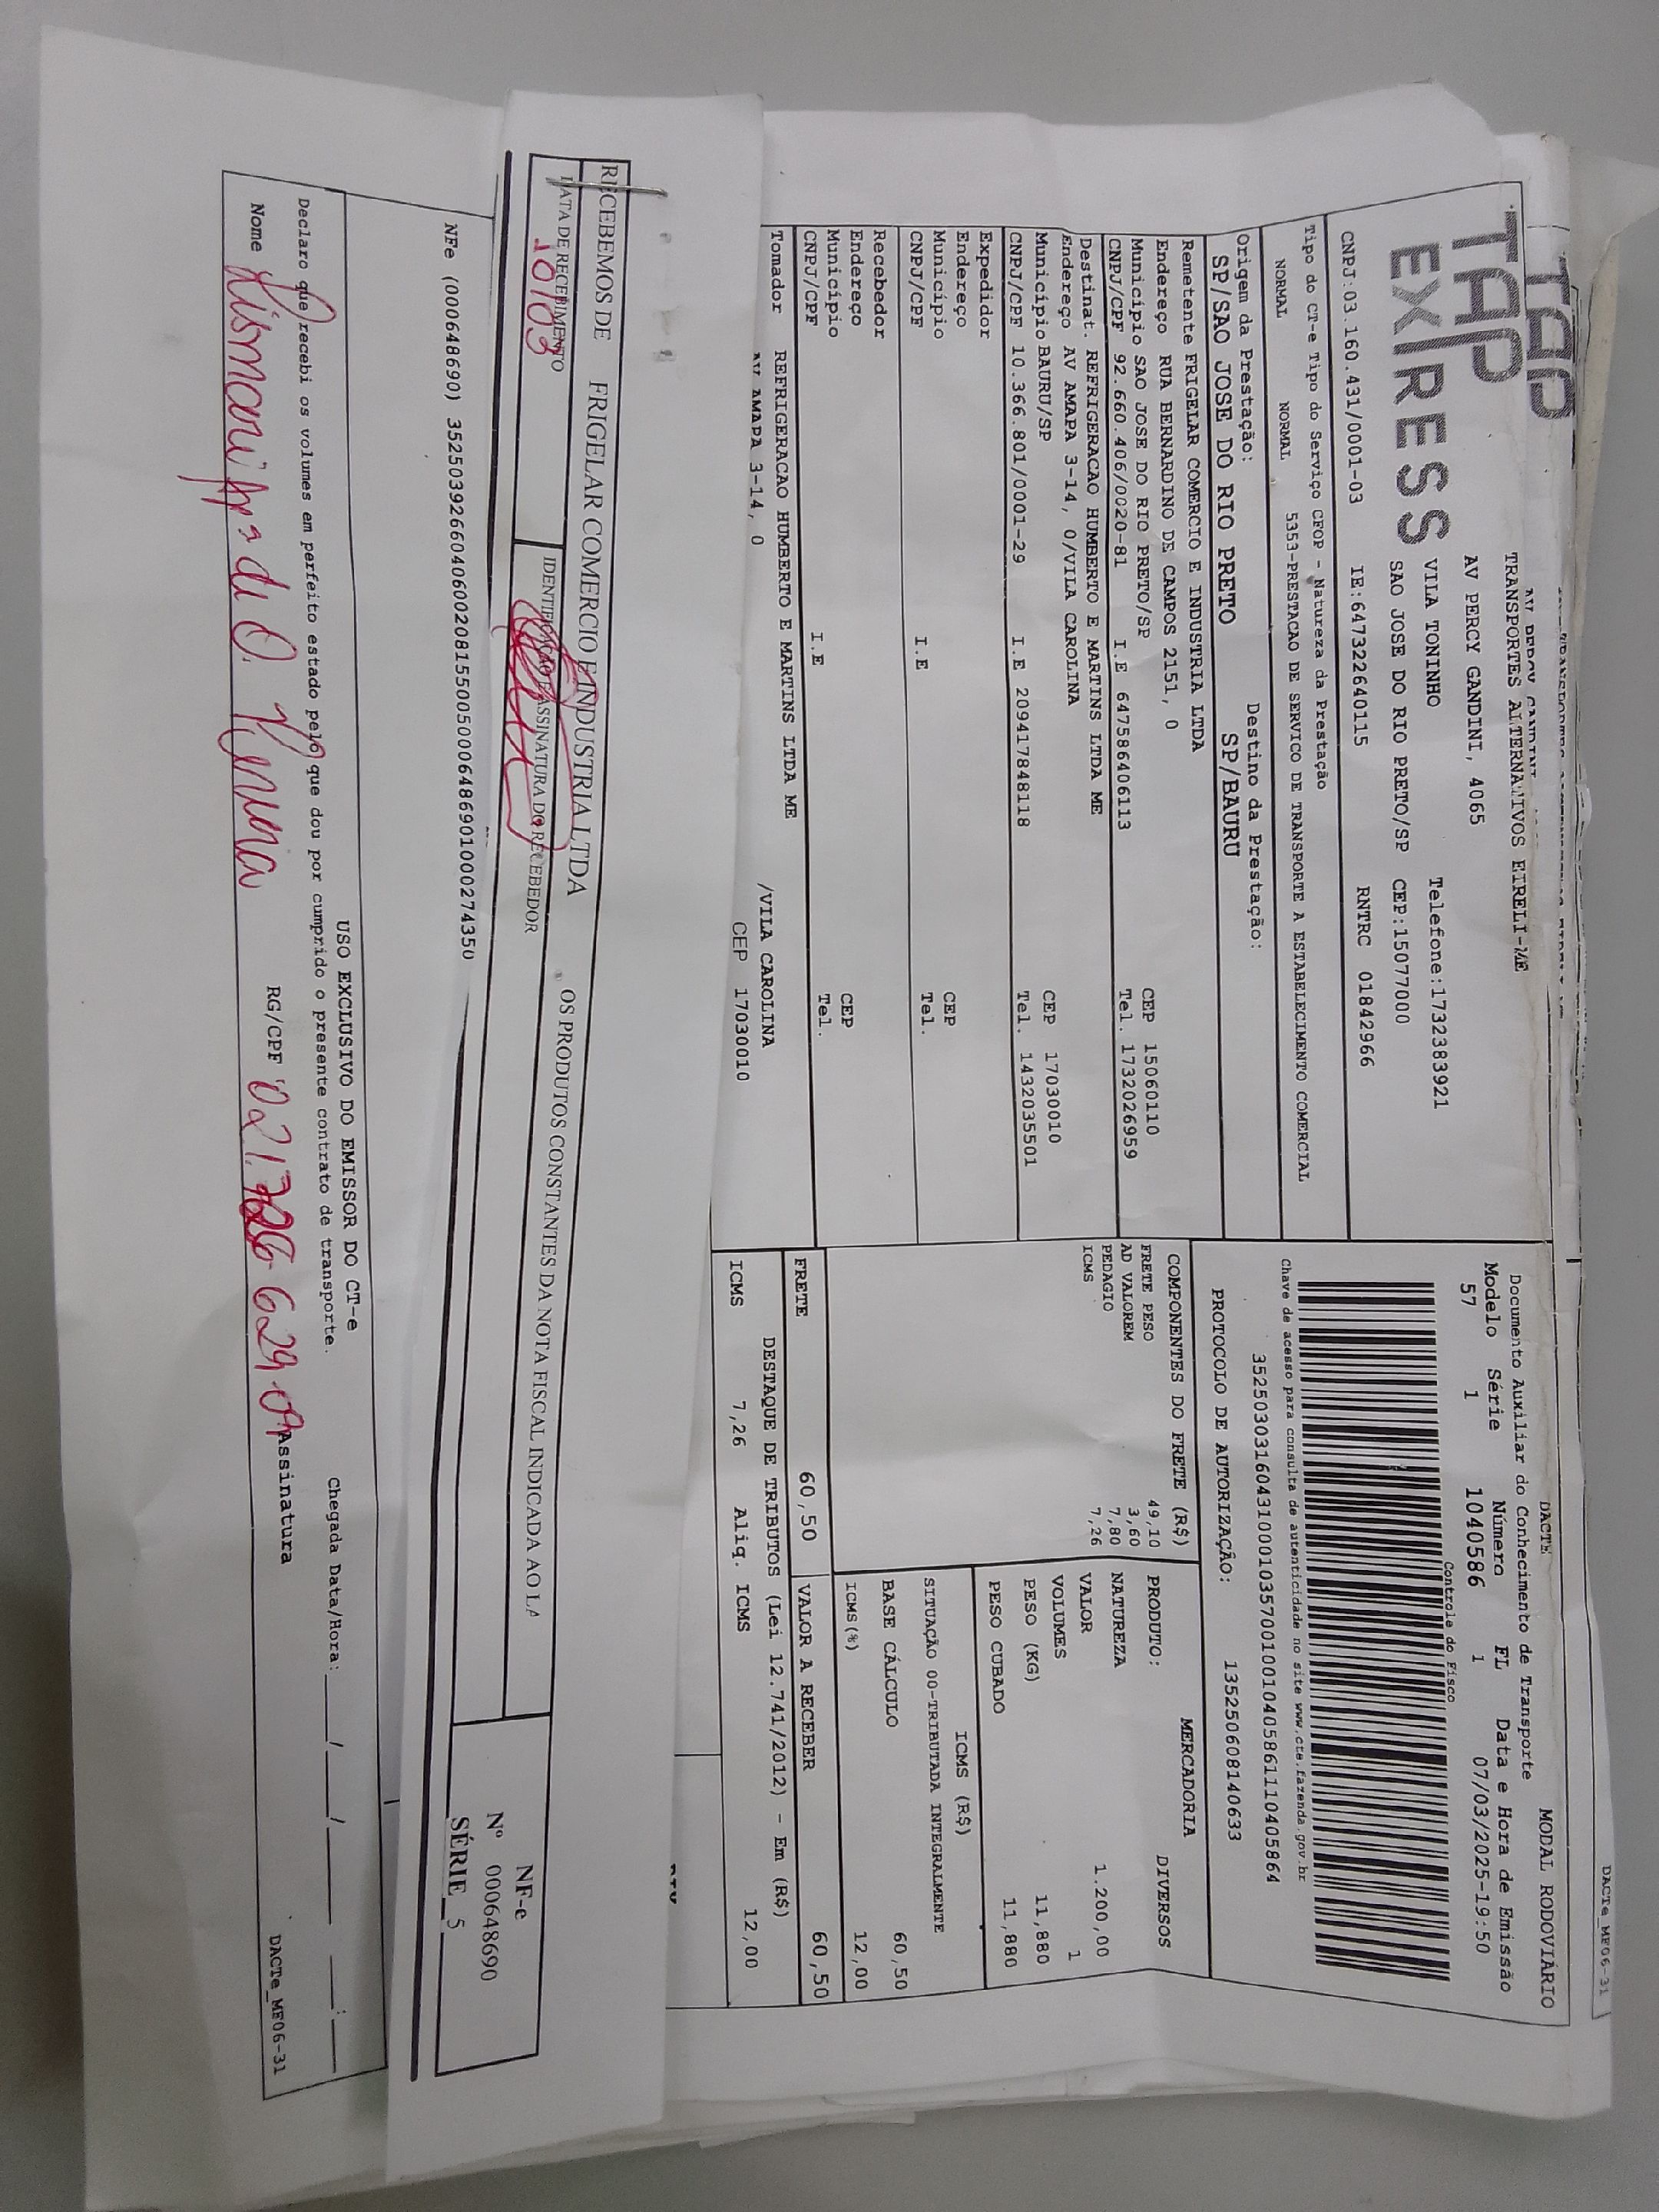 DACTe_MF06-31
TAP
TAP
EXPRESS
TRANSPORTES ALTERNATIVOS EIRELI-ME
AV PERCY GANDINI, 4065
VILA TONINHO Telefone:1732383921
SAO JOSE DO RIO PRETO/SP CEP:15077000
CNPJ:03.160.431/0001-03 IE:647322640115 RNTRC 01842966
DACTE MODAL RODOVIÁRIO
Documento Auxiliar do Conhecimento de Transporte
Modelo Série Número FL Data e Hora de Emissão
57 1 1040586 1 07/03/2025-19:50
Controle do Fisco
Chave de acesso para consulta de autenticidade no site www.cte.fazenda.gov.br
35250303160431000103570010010405861110405864
PROTOCOLO DE AUTORIZAÇÃO: 135250608140633
Tipo do CT-e Tipo do Serviço CFOP - Natureza da Prestação
NORMAL NORMAL 5353-PRESTACAO DE SERVICO DE TRANSPORTE A ESTABELECIMENTO COMERCIAL
Origem da Prestação: Destino da Prestação:
SP/SAO JOSE DO RIO PRETO SP/BAURU
Remetente FRIGELAR COMERCIO E INDUSTRIA LTDA
Endereço RUA BERNARDINO DE CAMPOS 2151, 0
Município SAO JOSE DO RIO PRETO/SP CEP 15060110
CNPJ/CPF 92.660.406/0020-81 I.E 647586406113 Tel. 1732026959
Destinat. REFRIGERACAO HUMBERTO E MARTINS LTDA ME
Endereço AV AMAPA 3-14, 0/VILA CAROLINA
Município BAURU/SP CEP 17030010
CNPJ/CPF 10.366.801/0001-29 I.E 209417848118 Tel. 1432035501
Expedidor
Endereço
Município CEP
CNPJ/CPF I.E Tel.
Recebedor
Endereço
Município CEP
CNPJ/CPF I.E Tel.
Tomador REFRIGERACAO HUMBERTO E MARTINS LTDA ME
AV AMAPA 3-14, 0 /VILA CAROLINA
CEP 17030010
COMPONENTES DO FRETE (R$)
FRETE PESO 49,10
AD VALOREM 3,60
PEDAGIO 7,80
ICMS 7,26
MERCADORIA
PRODUTO: DIVERSOS
NATUREZA
VALOR 1.200,00
VOLUMES 1
PESO (KG) 11,880
PESO CUBADO 11,880
ICMS (R$)
SITUAÇÃO 00-TRIBUTADA INTEGRALMENTE
BASE CÁLCULO 60,50
ICMS(%) 12,00
FRETE 60,50 VALOR A RECEBER 60,50
DESTAQUE DE TRIBUTOS (Lei 12.741/2012) - Em (R$)
ICMS 7,26 Aliq. ICMS 12,00
RECEBEMOS DE FRIGELAR COMERCIO E INDUSTRIA LTDA OS PRODUTOS CONSTANTES DA NOTA FISCAL INDICADA AO LA
DATA DE RECEBIMENTO IDENTIFICAÇÃO E ASSINATURA DO RECEBEDOR
10103
NF-e
Nº 000648690
SÉRIE 5
NFe (000648690) 35250392660406002081550050006486901000274350
USO EXCLUSIVO DO EMISSOR DO CT-e
Declaro que recebi os volumes em perfeito estado pelo que dou por cumprido o presente contrato de transporte. Chegada Data/Hora: ___/___/___ __:__
Nome RG/CPF Assinatura
DACTe_MF06-31